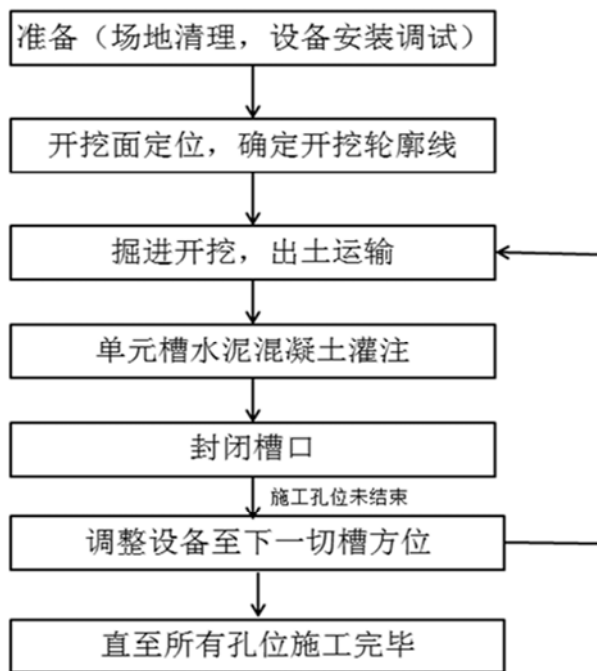 准备（场地清理，设备安装调试）
开挖面定位，确定开挖轮廓线
掘进开挖，出土运输
单元槽水泥混凝土灌注
封闭槽口
施工孔位未结束
调整设备至下一切槽方位
直至所有孔位施工完毕